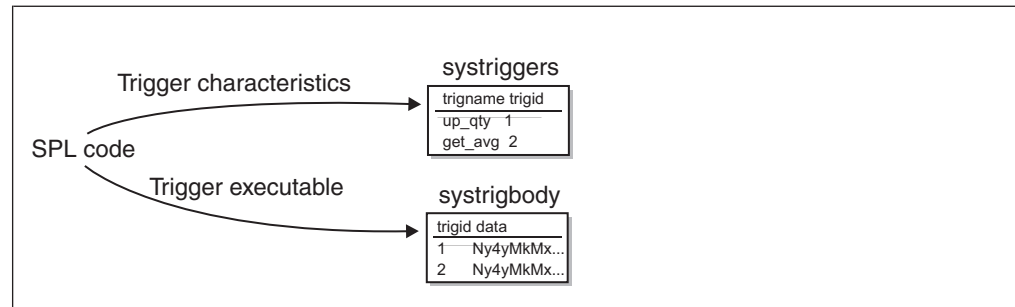 systriggers
Trigger characteristics
trigname trigid
up_qty 1
get_avg 2
SPL code
Trigger executable
systrigbody
trigid data
1 Ny4yMkMx...
2 Ny4yMkMx...